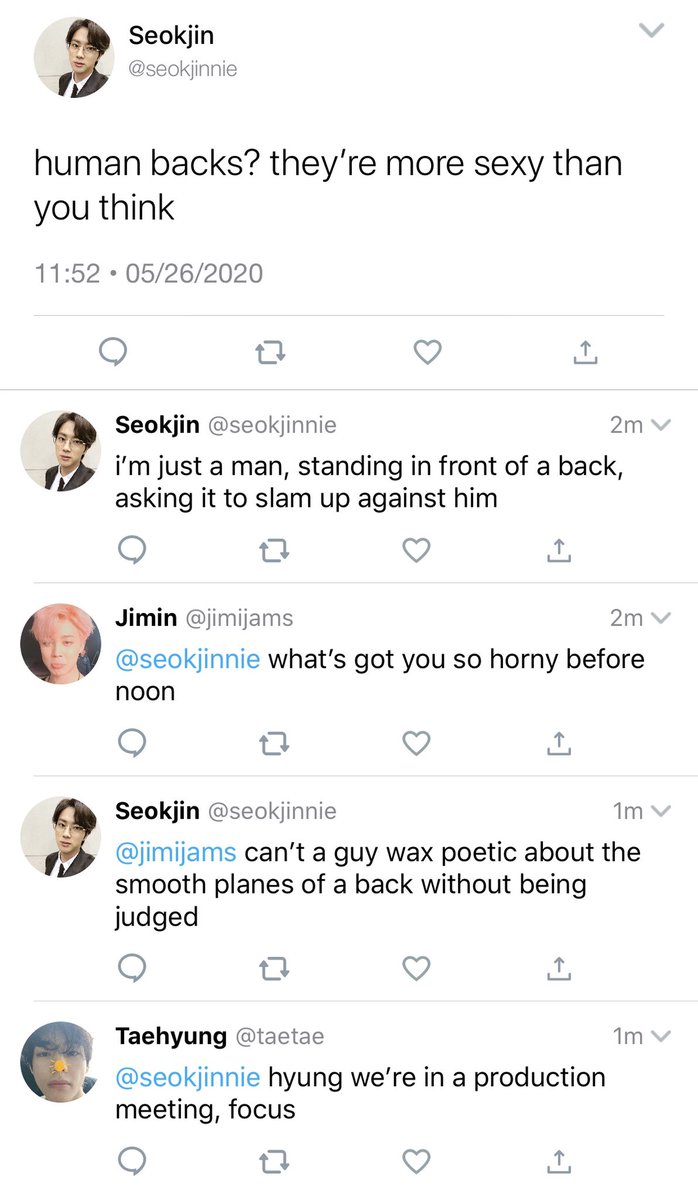 Seokjin
@seokjinnie
human backs? they’re more sexy than
you think
11:52 • 05/26/2020
Seokjin @seokjinnie 2m
i’m just a man, standing in front of a back,
asking it to slam up against him
Jimin @jimijams 2m
@seokjinnie what’s got you so horny before
noon
Seokjin @seokjinnie 1m
@jimijams can’t a guy wax poetic about the
smooth planes of a back without being
judged
Taehyung @taetae 1m
@seokjinnie hyung we’re in a production
meeting, focus